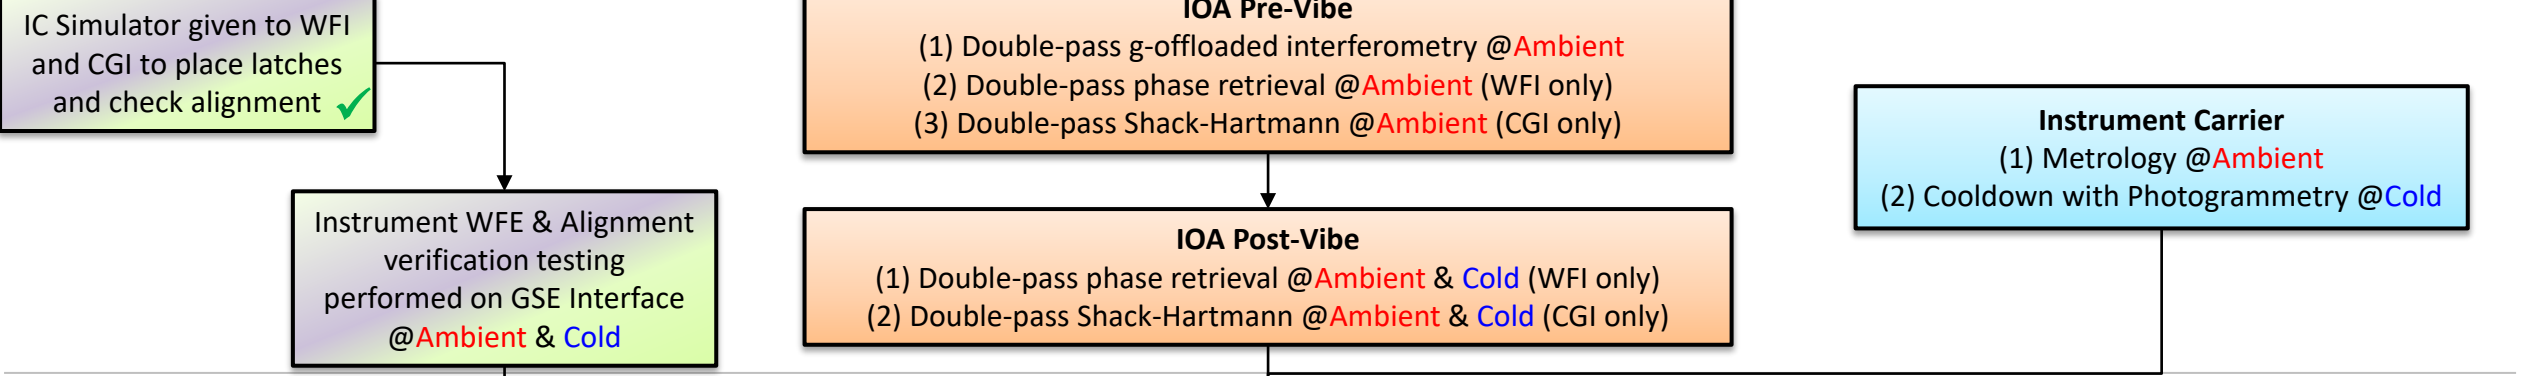 IC Simulator given to WFI
and CGI to place latches
and check alignment
Instrument WFE & Alignment
verification testing
performed on GSE Interface
@Ambient & Cold
IOA Pre-Vibe
(1) Double-pass g-offloaded interferometry @Ambient
(2) Double-pass phase retrieval @Ambient (WFI only)
(3) Double-pass Shack-Hartmann @Ambient (CGI only)
IOA Post-Vibe
(1) Double-pass phase retrieval @Ambient & Cold (WFI only)
(2) Double-pass Shack-Hartmann @Ambient & Cold (CGI only)
Instrument Carrier
(1) Metrology @Ambient
(2) Cooldown with Photogrammetry @Cold